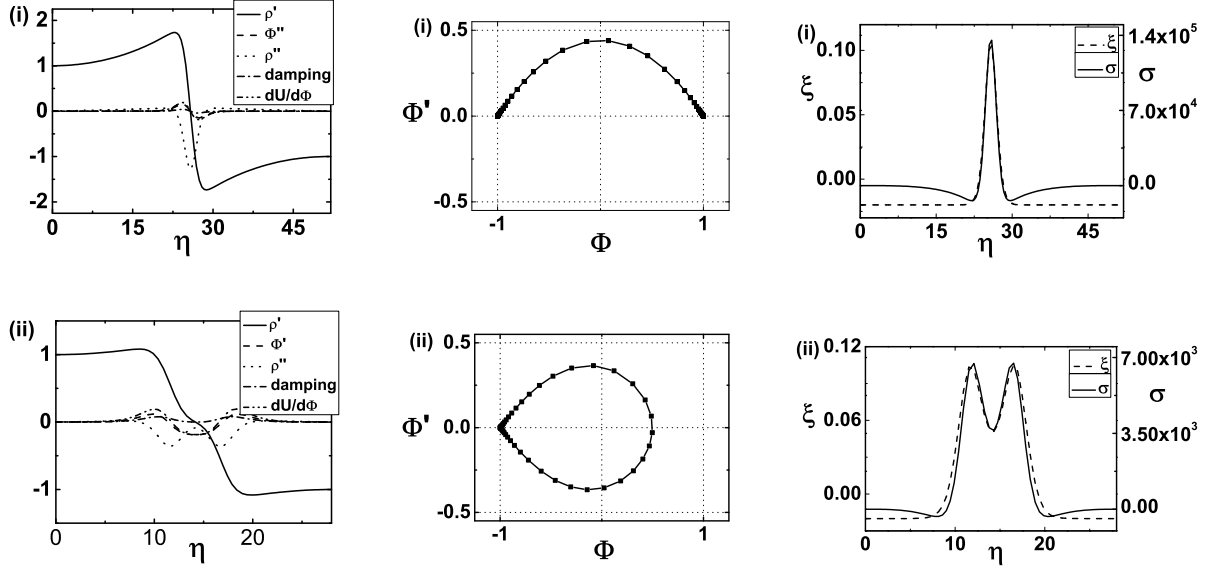 (i)
2
1
0
-1
-2
0 15 30 45
η
ρ'
Φ''
ρ''
damping
dU/dΦ
(i)
0.5
Φ' 0.0
-0.5
-1 0 1
Φ
(i)
0.10
ξ
0.05
0.00
0 15 30 45
η
ξ
σ
1.4x10⁵
σ
7.0x10⁴
0.0
(ii)
1
0
-1
0 10 20
η
ρ'
Φ'
ρ''
damping
dU/dΦ
(ii)
0.5
Φ' 0.0
-0.5
-1 0 1
Φ
(ii)
0.12
ξ
0.06
0.00
0 10 20
η
ξ
σ
7.00x10³
σ
3.50x10³
0.00